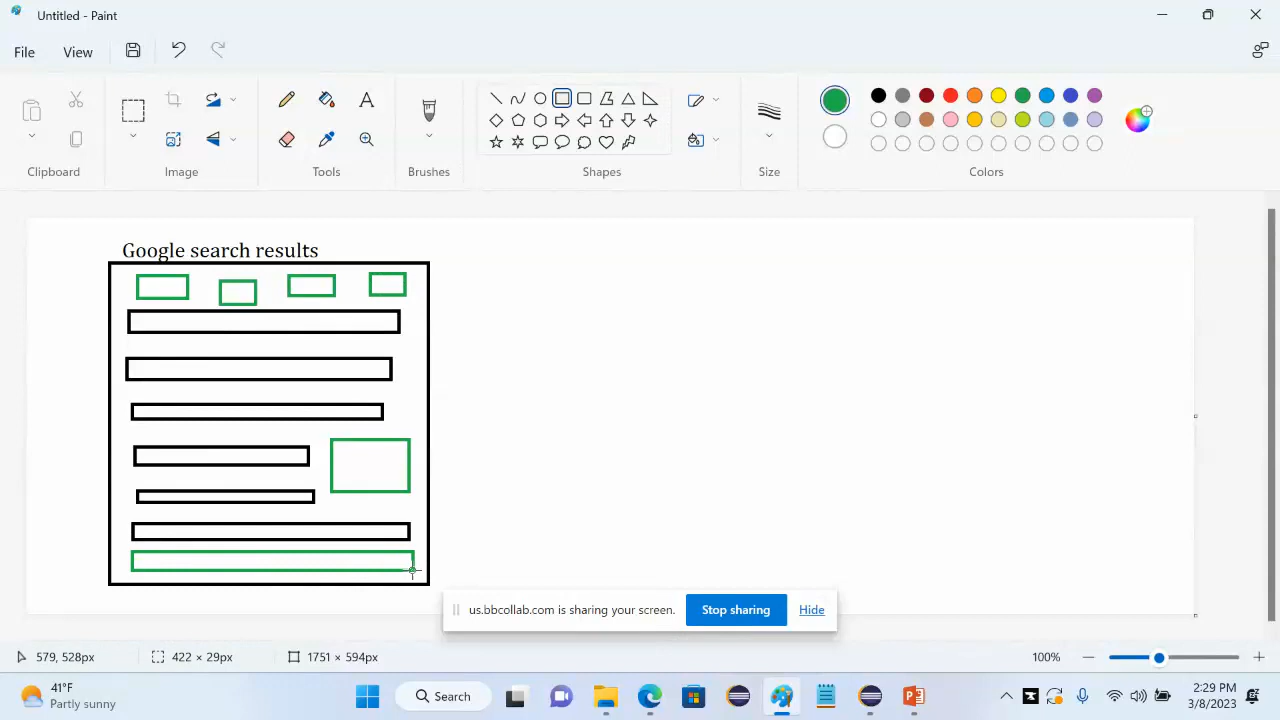 Untitled - Paint
File View
Clipboard Image Tools Brushes Shapes Size Colors
Google search results
us.bbcollab.com is sharing your screen. Stop sharing Hide
579, 528px 422 × 29px 1751 × 594px 100%
41°F
Partly sunny
Search
2:29 PM
3/8/2023